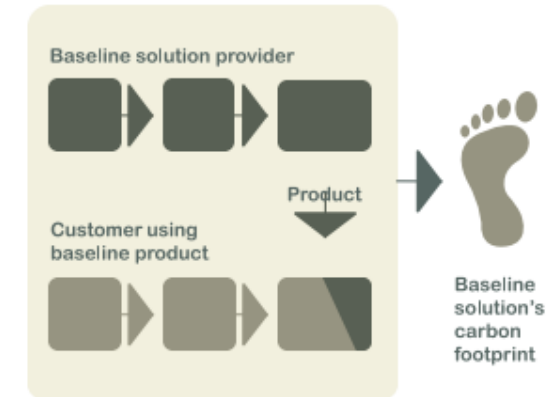 Baseline solution provider
Product
Customer using
baseline product
Baseline
solution's
carbon
footprint